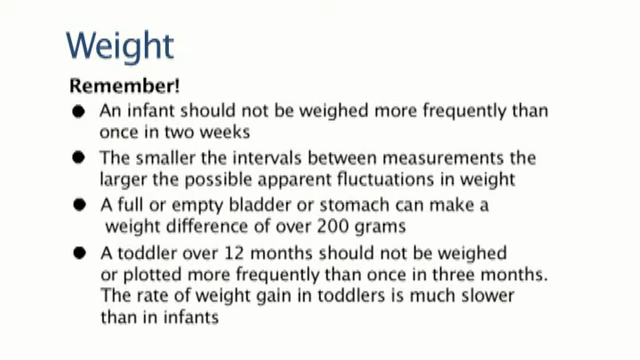 Weight
Remember!
● An infant should not be weighed more frequently than
once in two weeks
● The smaller the intervals between measurements the
larger the possible apparent fluctuations in weight
● A full or empty bladder or stomach can make a
weight difference of over 200 grams
● A toddler over 12 months should not be weighed
or plotted more frequently than once in three months.
The rate of weight gain in toddlers is much slower
than in infants